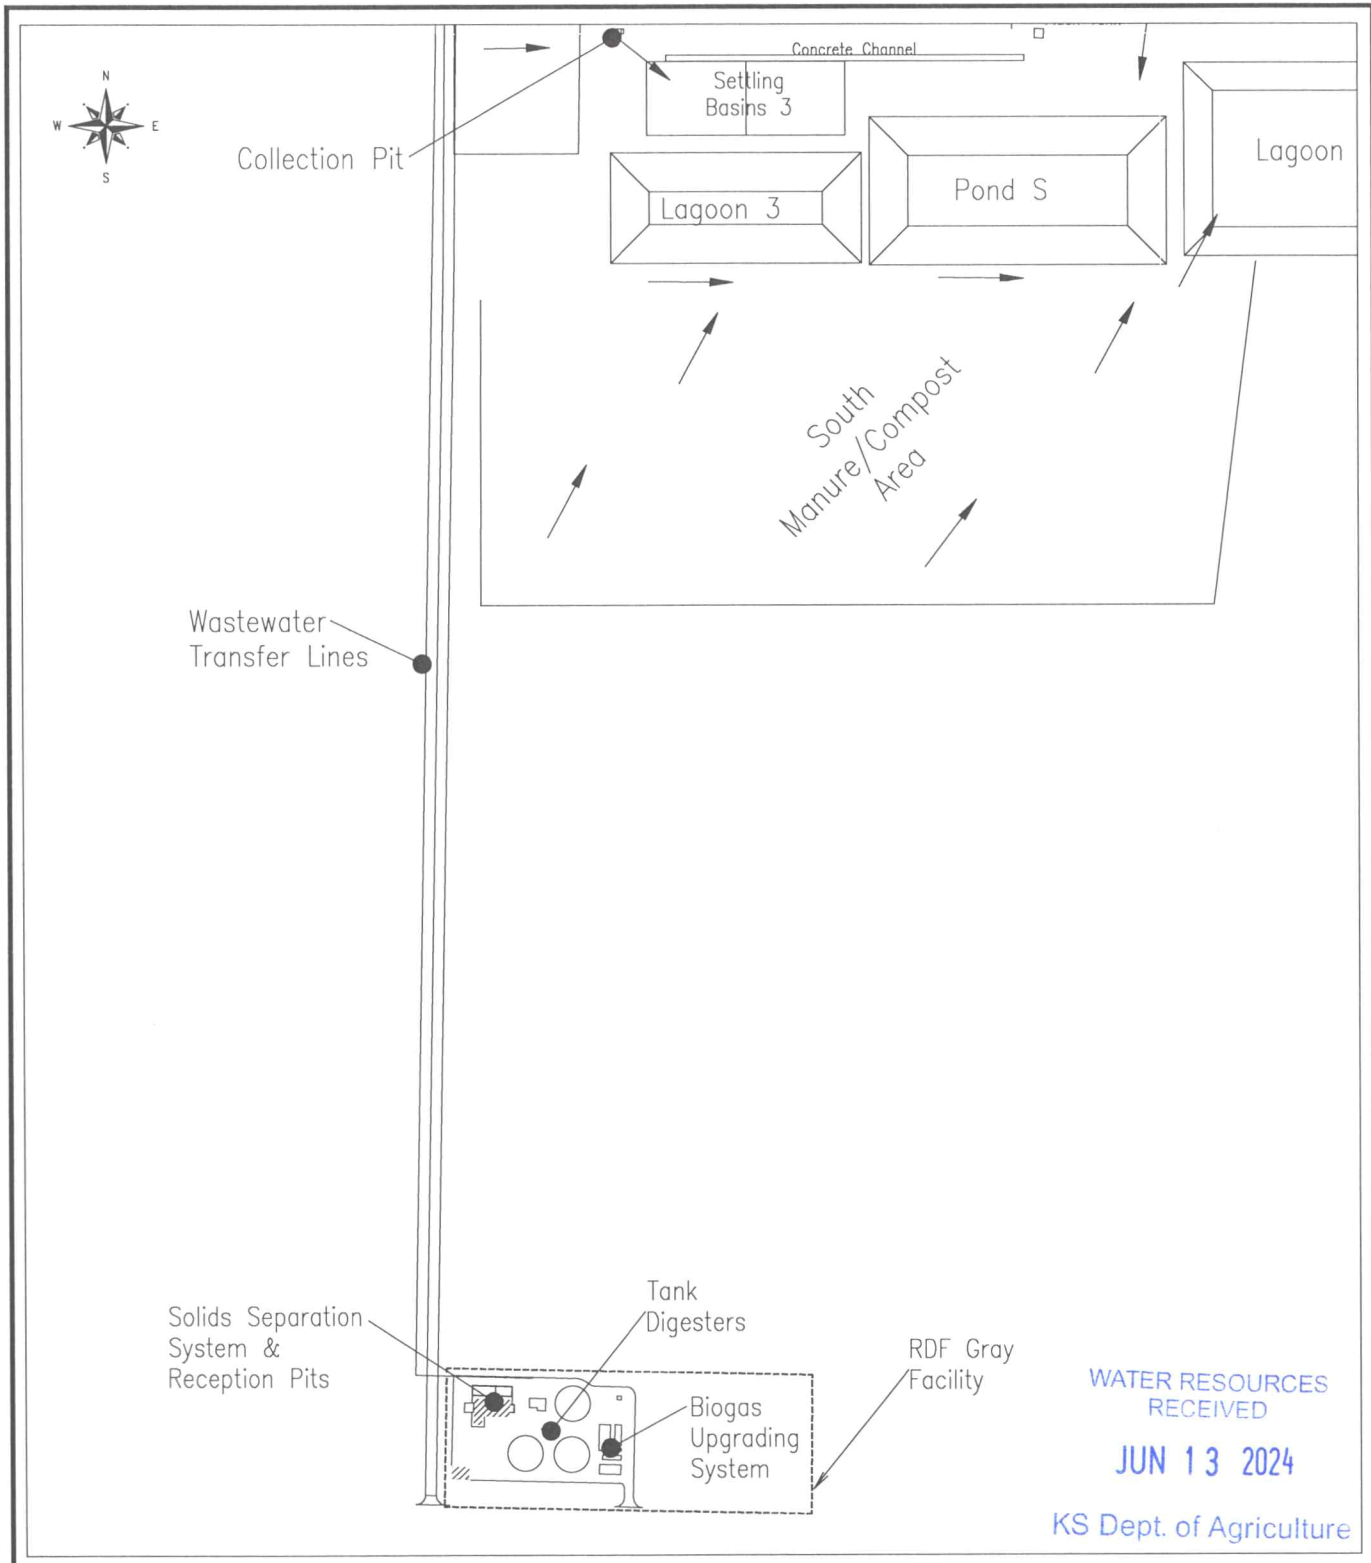 Concrete Channel
Settling
Basins 3
N
W
E
S
Collection Pit
Lagoon 3
Pond S
Lagoon
South
Manure/Compost
Area
Wastewater
Transfer Lines
Solids Separation
System &
Reception Pits
Tank
Digesters
Biogas
Upgrading
System
RDF Gray
Facility
WATER RESOURCES
RECEIVED
JUN 13 2024
KS Dept. of Agriculture